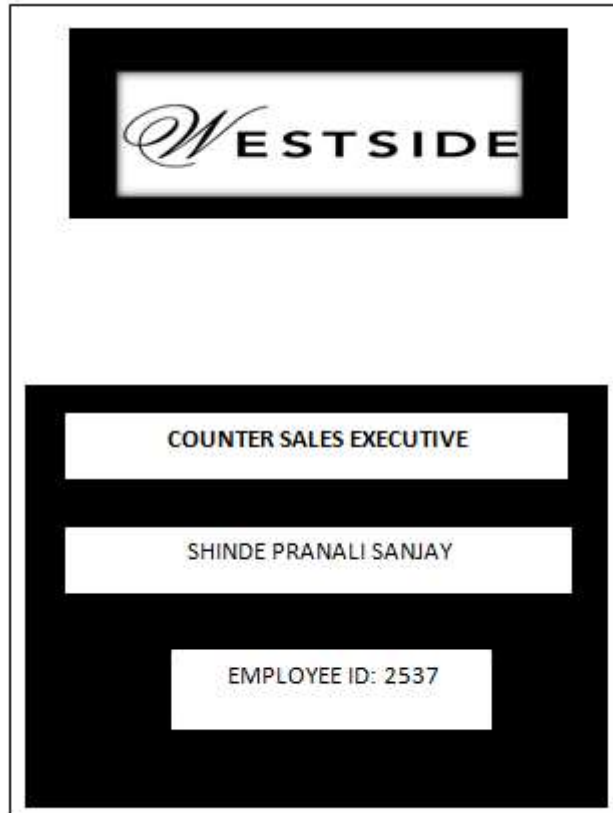 WESTSIDE
COUNTER SALES EXECUTIVE
SHINDE PRANALI SANJAY
EMPLOYEE ID: 2537